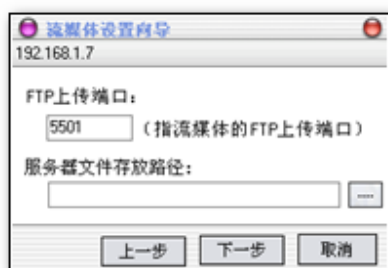 流媒体设置向导
192.168.1.7
FTP上传端口：
5501 （指流媒体的FTP上传端口）
服务器文件存放路径：
....
上一步 下一步 取消